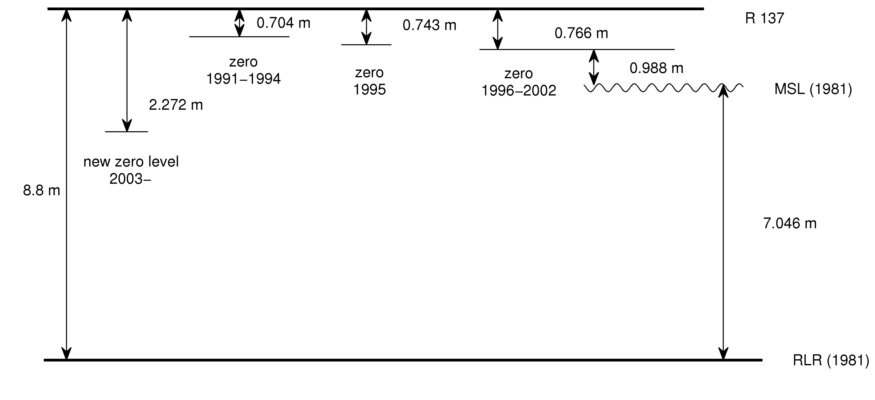 R 137
0.704 m
0.743 m
0.766 m
zero
1991–1994
zero
1995
zero
1996–2002
0.988 m
MSL (1981)
2.272 m
new zero level
2003–
8.8 m
7.046 m
RLR (1981)